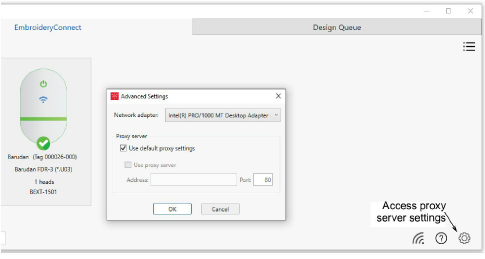 EmbroideryConnect
Design Queue
Advanced Settings
Network adapter: Intel(R) PRO/1000 MT Desktop Adapter
Proxy server
Use default proxy settings
Use proxy server
Address Port: 80
OK Cancel
Barudan (Tag 000026-000)
Barudan FDR-3 (*.U03)
1 heads
BEXT-1501
Access proxy
server settings